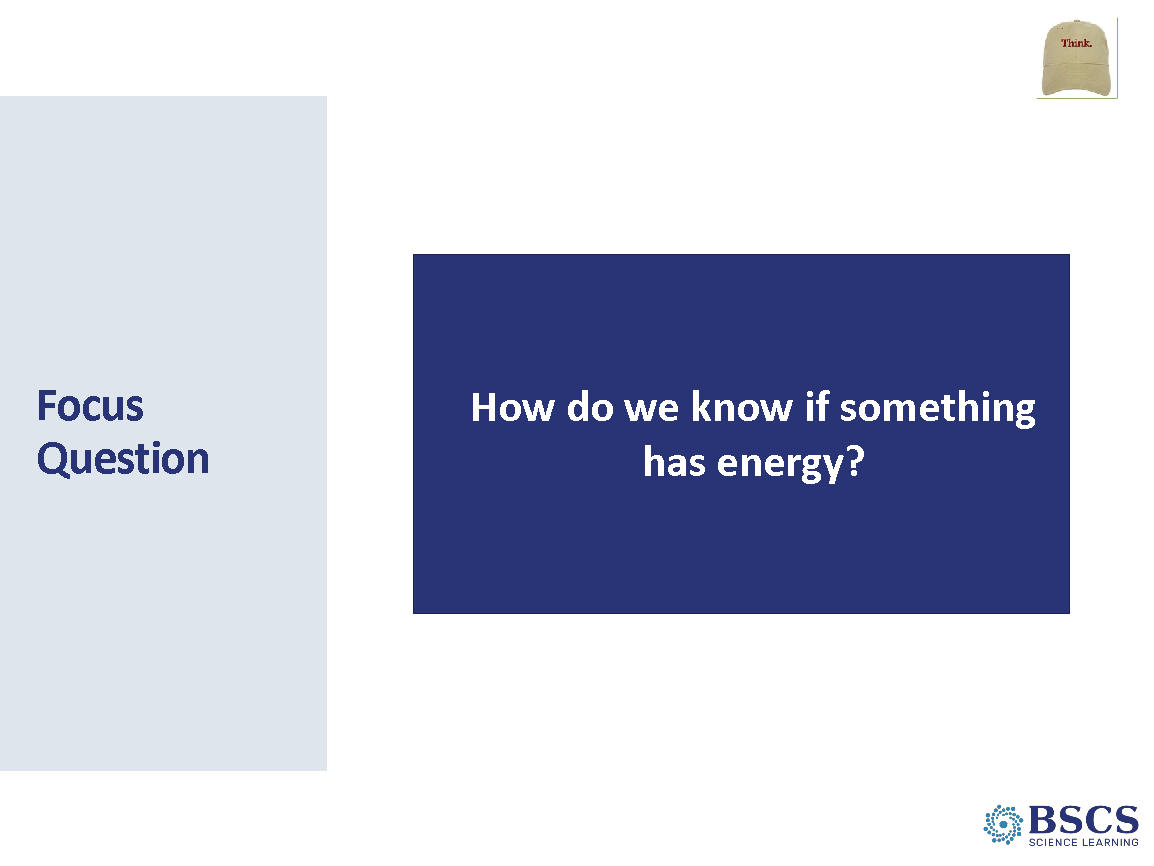 Think.
Focus
Question
How do we know if something
has energy?
BSCS
SCIENCE LEARNING